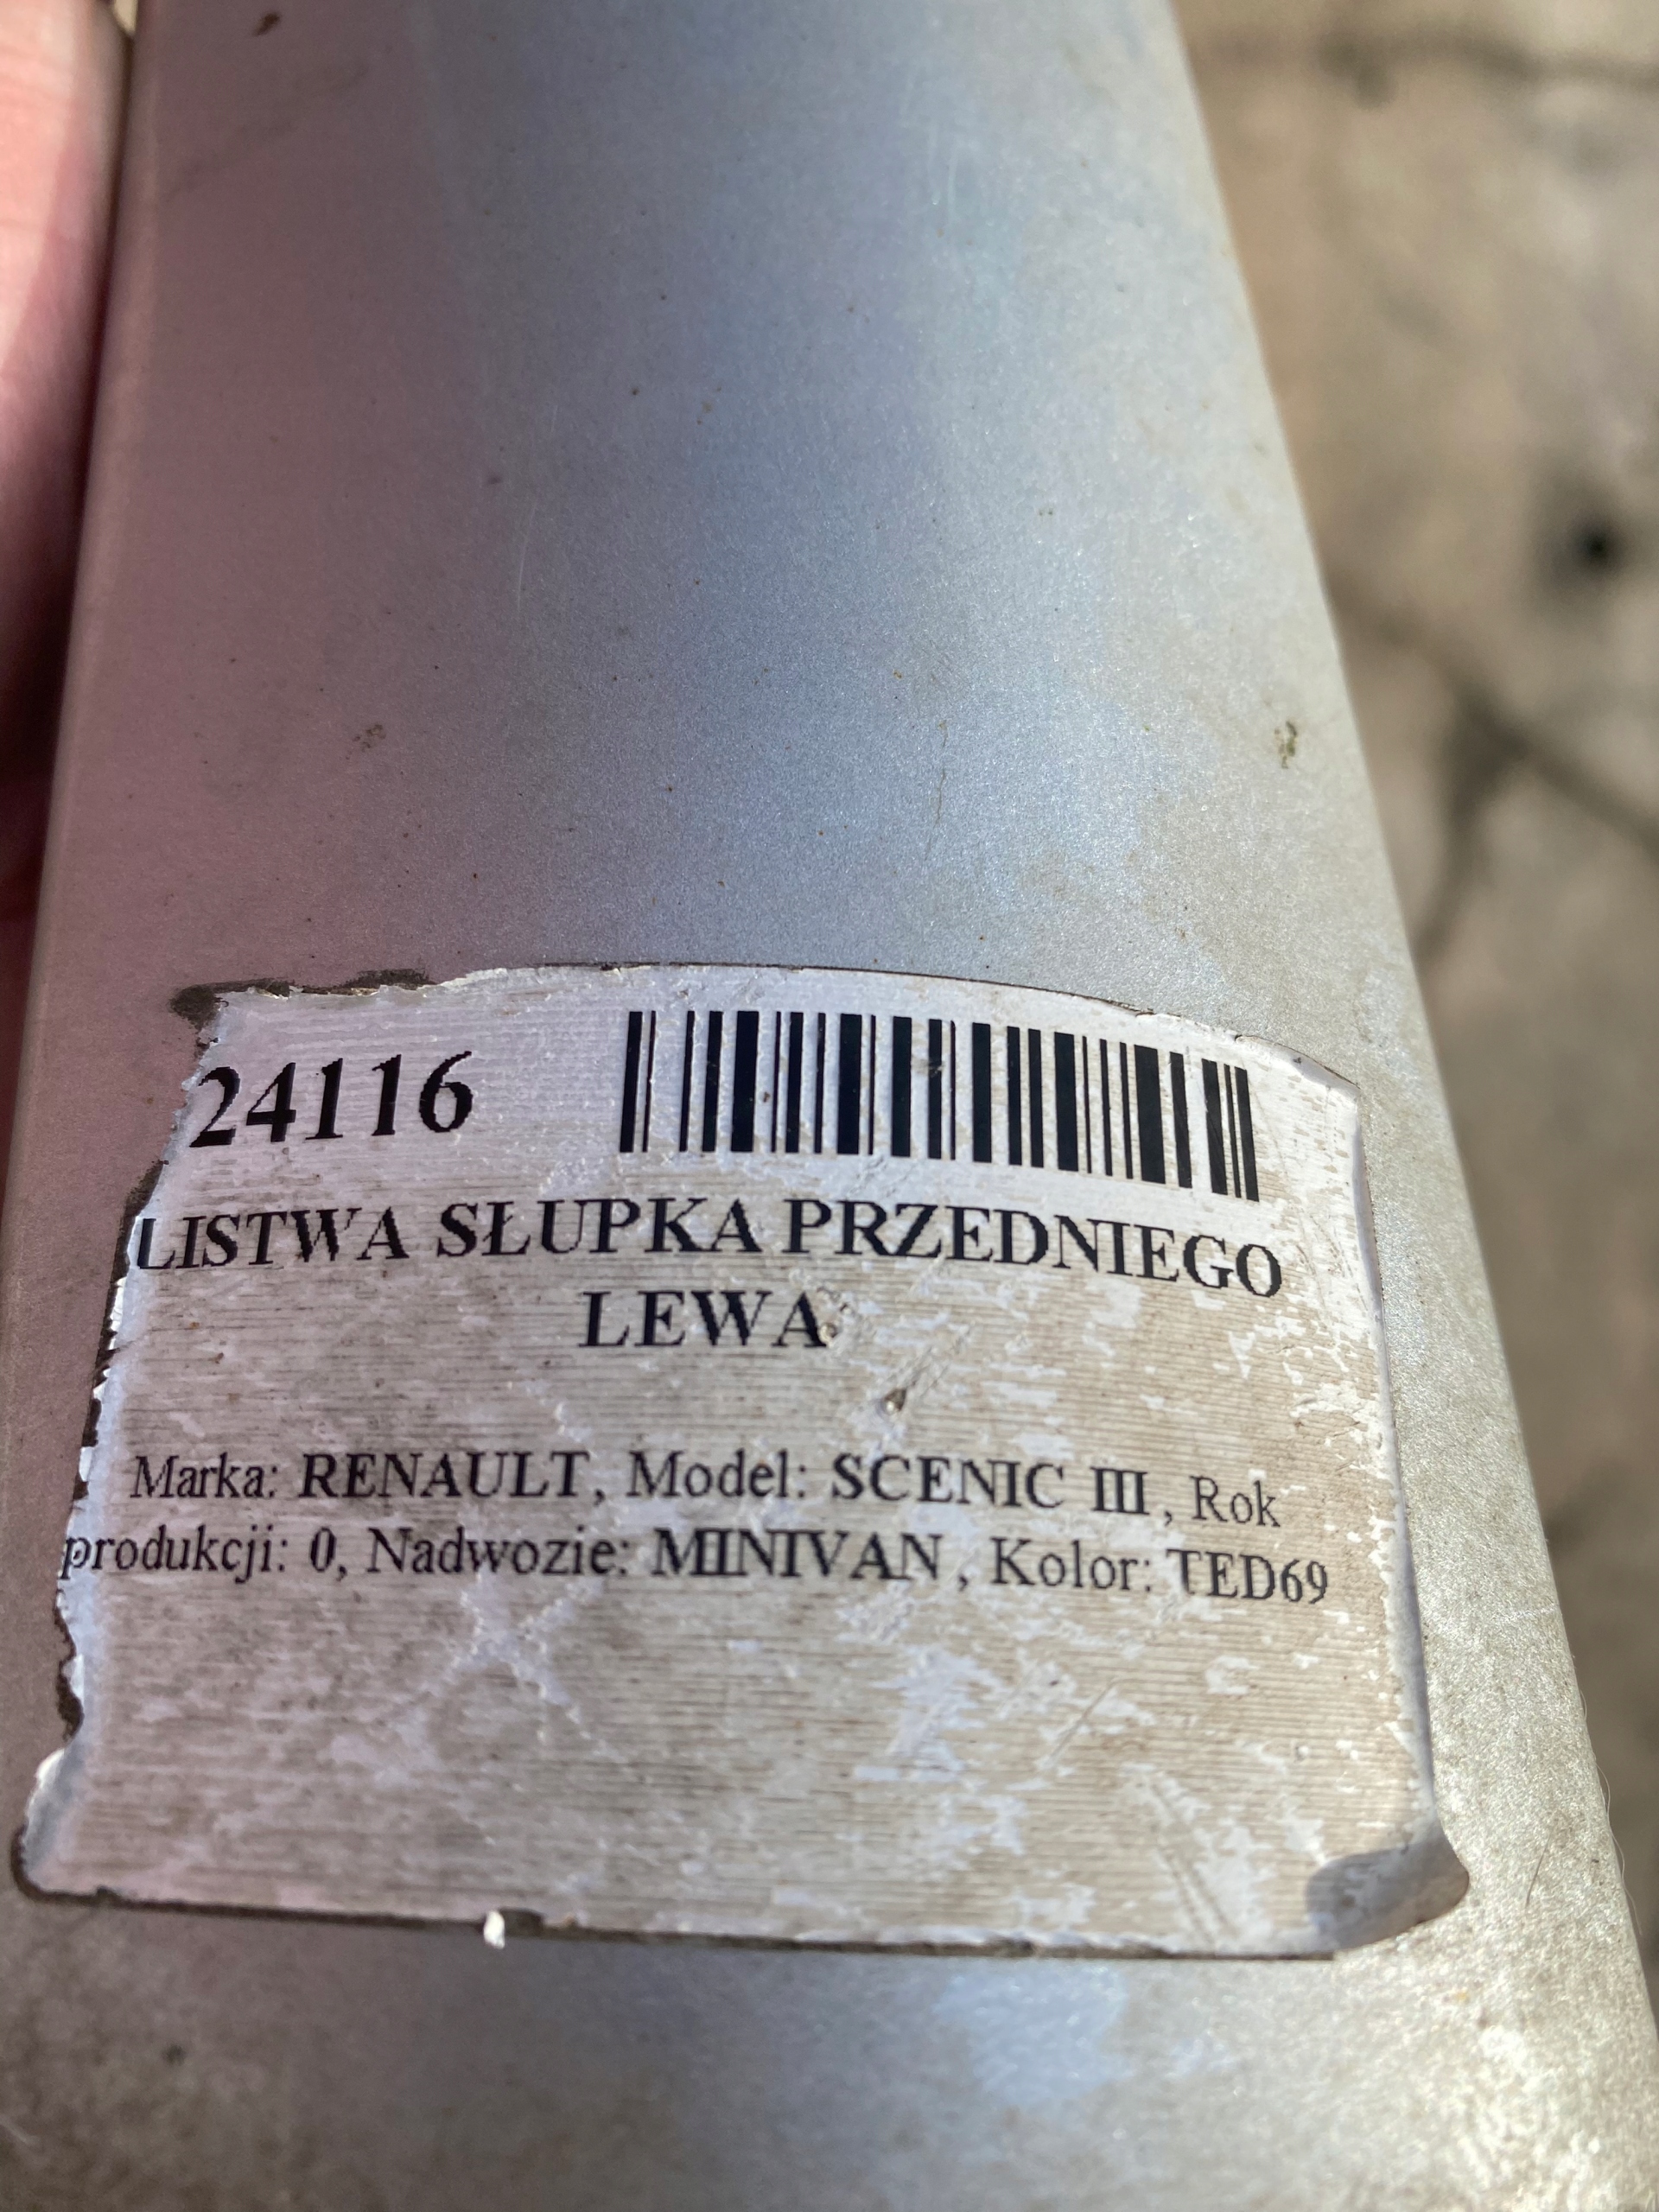 24116
LISTWA SŁUPKA PRZEDNIEGO
LEWA
Marka: RENAULT, Model: SCENIC III, Rok
produkcji: 0, Nadwozie: MINIVAN, Kolor: TED69